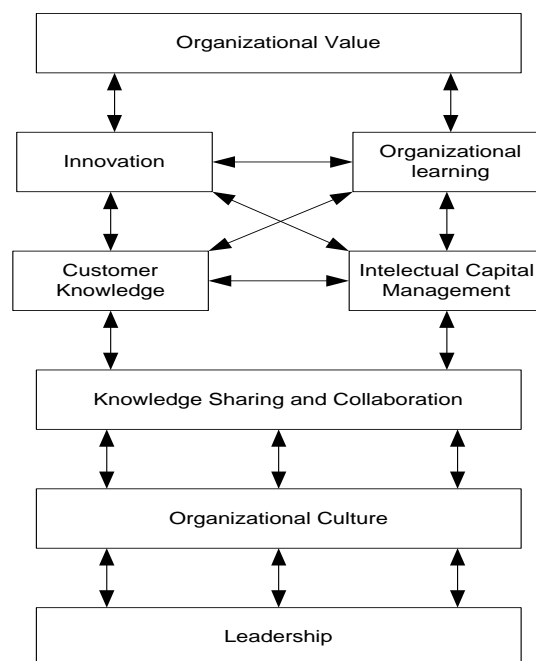 Organizational Value
Innovation
Organizational
learning
Customer
Knowledge
Intelectual Capital
Management
Knowledge Sharing and Collaboration
Organizational Culture
Leadership